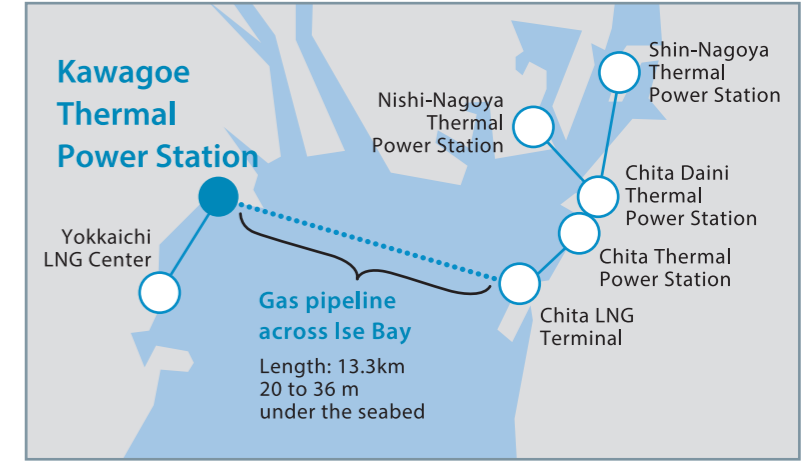 Kawagoe
Thermal
Power Station
Yokkaichi
LNG Center
Gas pipeline
across Ise Bay
Length: 13.3km
20 to 36 m
under the seabed
Nishi-Nagoya
Thermal
Power Station
Shin-Nagoya
Thermal
Power Station
Chita Daini
Thermal
Power Station
Chita Thermal
Power Station
Chita LNG
Terminal